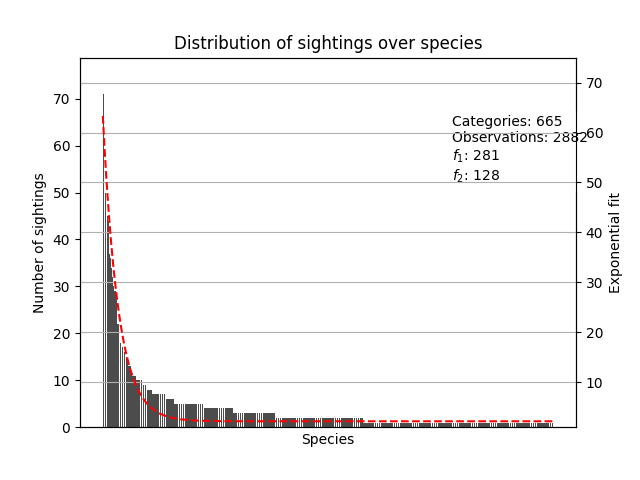 Distribution of sightings over species
Number of sightings
70
60
50
40
30
20
10
0
Categories: 665
Observations: 2882
f1: 281
f2: 128
70
60
50
40
30
20
10
Exponential fit
Species